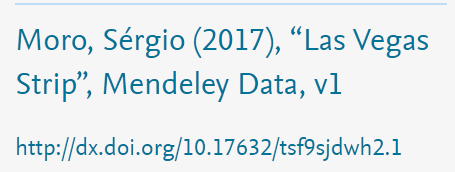 Moro, Sérgio (2017), “Las Vegas
Strip”, Mendeley Data, v1
http://dx.doi.org/10.17632/tsf9sjdwh2.1